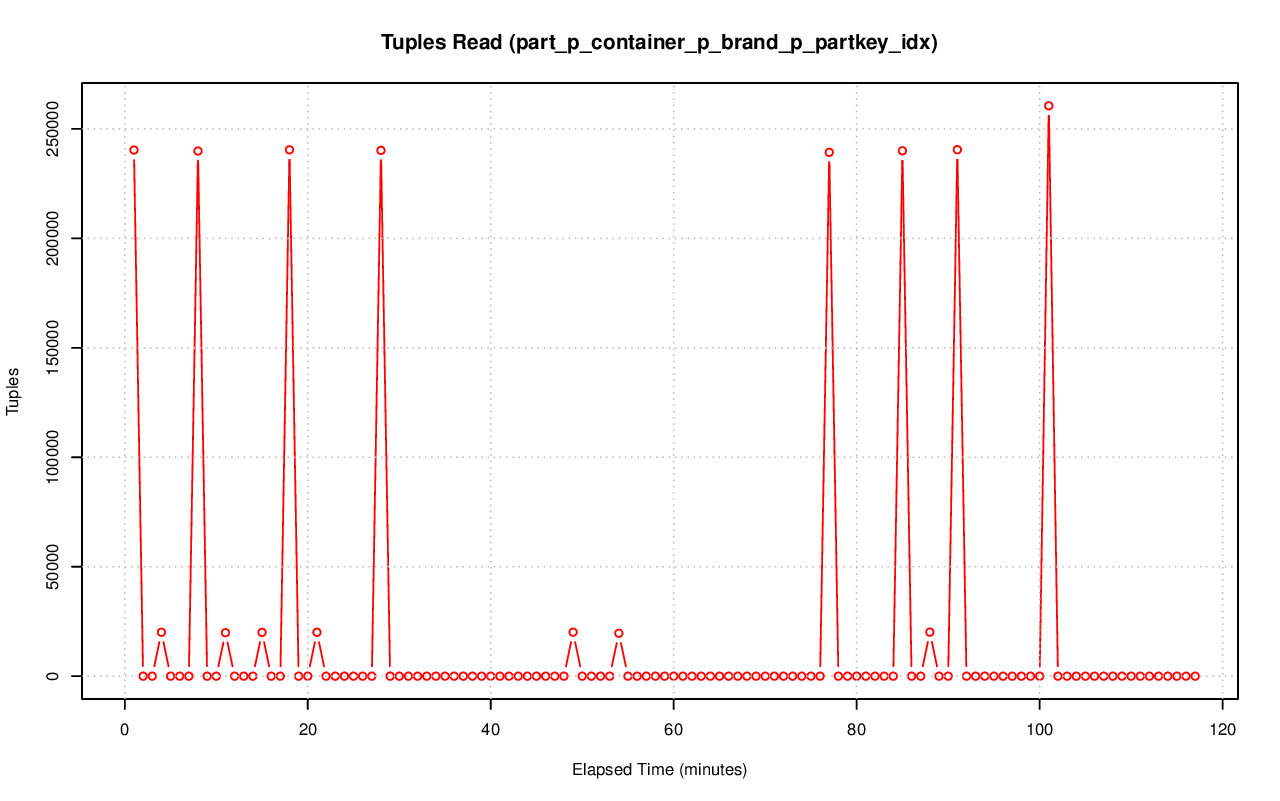 Tuples Read (part_p_container_p_brand_p_partkey_idx)
250000
200000
150000
100000
50000
0
Tuples
0 20 40 60 80 100 120
Elapsed Time (minutes)